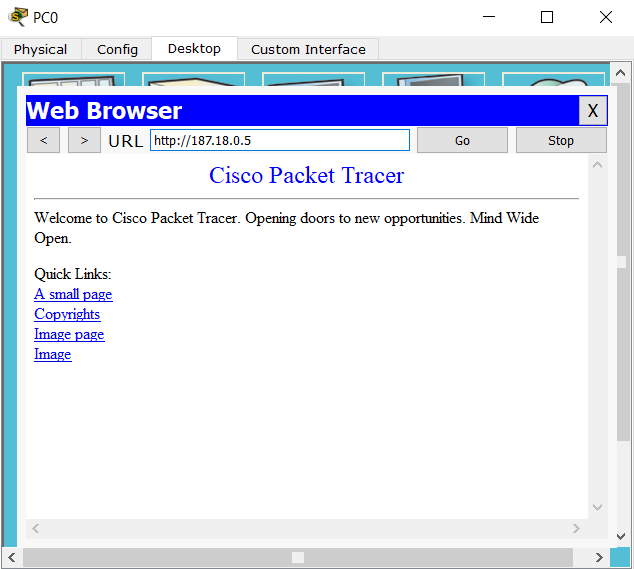 PC0
Physical Config Desktop Custom Interface
Web Browser X
< > URL http://187.18.0.5 Go Stop
Cisco Packet Tracer
Welcome to Cisco Packet Tracer. Opening doors to new opportunities. Mind Wide
Open.
Quick Links:
A small page
Copyrights
Image page
Image